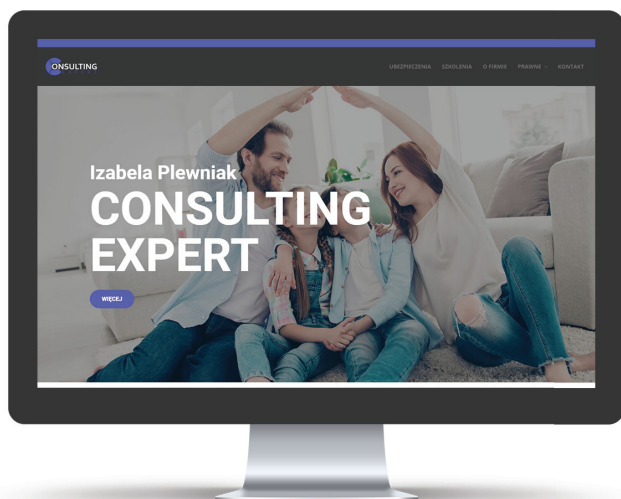 CONSULTING
UBEZPIECZENIA SZKOLENIA O FIRMIE PRAWNE KONTAKT
Izabela Plewniak
CONSULTING
EXPERT
WIĘCEJ